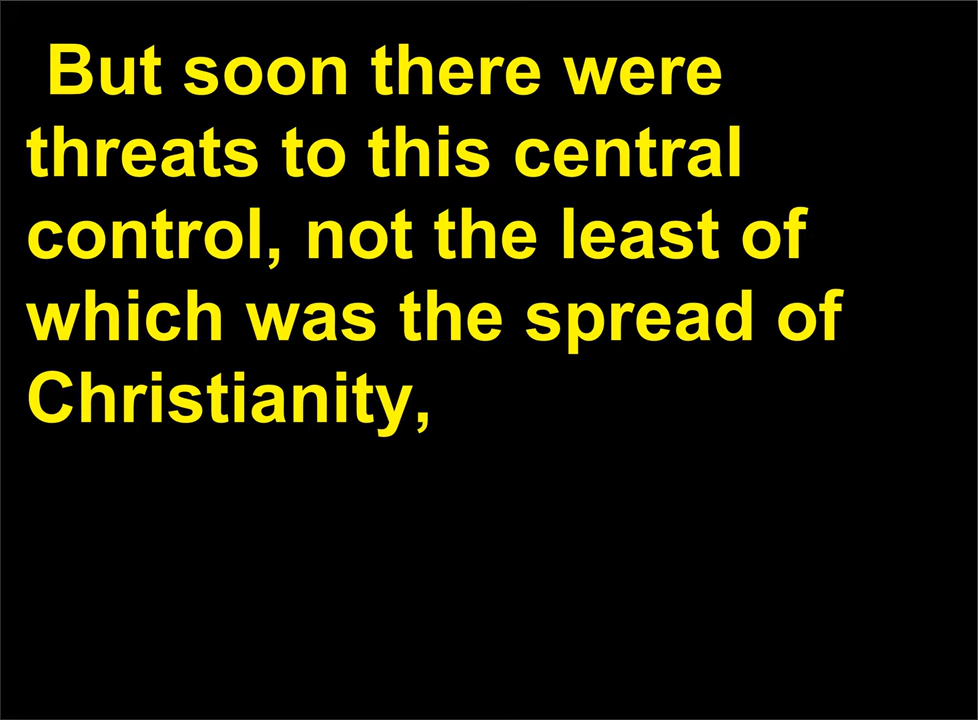 But soon there were
threats to this central
control, not the least of
which was the spread of
Christianity,